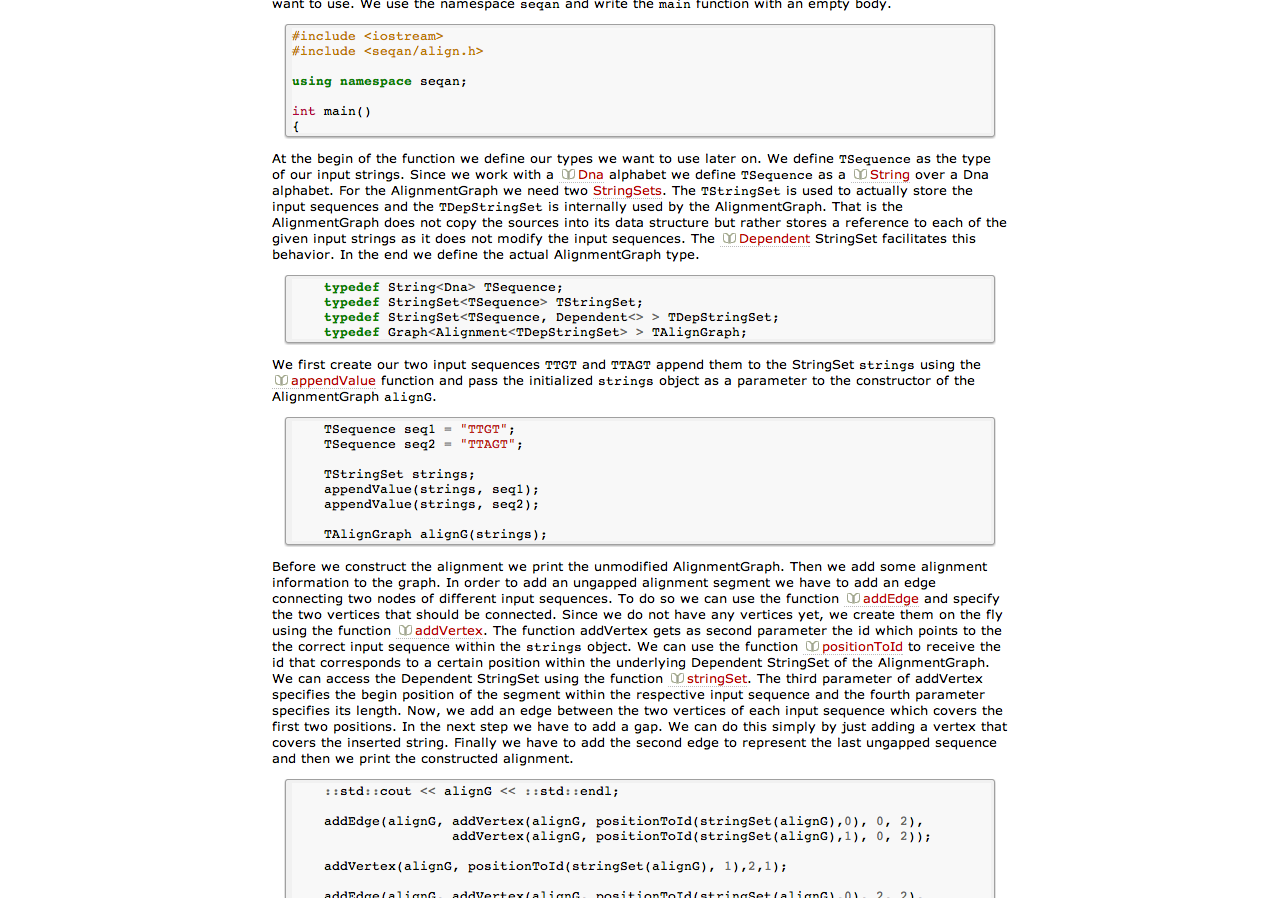 want to use. We use the namespace seqan and write the main function with an empty body.
#include <iostream>
#include <seqan/align.h>
using namespace seqan;
int main()
{
At the begin of the function we define our types we want to use later on. We define TSequence as the type
of our input strings. Since we work with a Dna alphabet we define TSequence as a String over a Dna
alphabet. For the AlignmentGraph we need two StringSets. The TStringSet is used to actually store the
input sequences and the TDepStringSet is internally used by the AlignmentGraph. That is the
AlignmentGraph does not copy the sources into its data structure but rather stores a reference to each of the
given input strings as it does not modify the input sequences. The Dependent StringSet facilitates this
behavior. In the end we define the actual AlignmentGraph type.
typedef String<Dna> TSequence;
typedef StringSet<TSequence> TStringSet;
typedef StringSet<TSequence, Dependent<> > TDepStringSet;
typedef Graph<Alignment<TDepStringSet> > TAlignGraph;
We first create our two input sequences TTGT and TTAGT append them to the StringSet strings using the
appendValue function and pass the initialized strings object as a parameter to the constructor of the
AlignmentGraph alignG.
TSequence seq1 = "TTGT";
TSequence seq2 = "TTAGT";
TStringSet strings;
appendValue(strings, seq1);
appendValue(strings, seq2);
TAlignGraph alignG(strings);
Before we construct the alignment we print the unmodified AlignmentGraph. Then we add some alignment
information to the graph. In order to add an ungapped alignment segment we have to add an edge
connecting two nodes of different input sequences. To do so we can use the function addEdge and specify
the two vertices that should be connected. Since we do not have any vertices yet, we create them on the fly
using the function addVertex. The function addVertex gets as second parameter the id which points to the
the correct input sequence within the strings object. We can use the function positionToId to receive the
id that corresponds to a certain position within the underlying Dependent StringSet of the AlignmentGraph.
We can access the Dependent StringSet using the function stringSet. The third parameter of addVertex
specifies the begin position of the segment within the respective input sequence and the fourth parameter
specifies its length. Now, we add an edge between the two vertices of each input sequence which covers the
first two positions. In the next step we have to add a gap. We can do this simply by just adding a vertex that
covers the inserted string. Finally we have to add the second edge to represent the last ungapped sequence
and then we print the constructed alignment.
::std::cout << alignG << ::std::endl;
addEdge(alignG, addVertex(alignG, positionToId(stringSet(alignG),0), 0, 2),
addVertex(alignG, positionToId(stringSet(alignG),1), 0, 2));
addVertex(alignG, positionToId(stringSet(alignG), 1),2,1);
addEdge(alignG, addVertex(alignG, positionToId(stringSet(alignG),0), 2, 2),